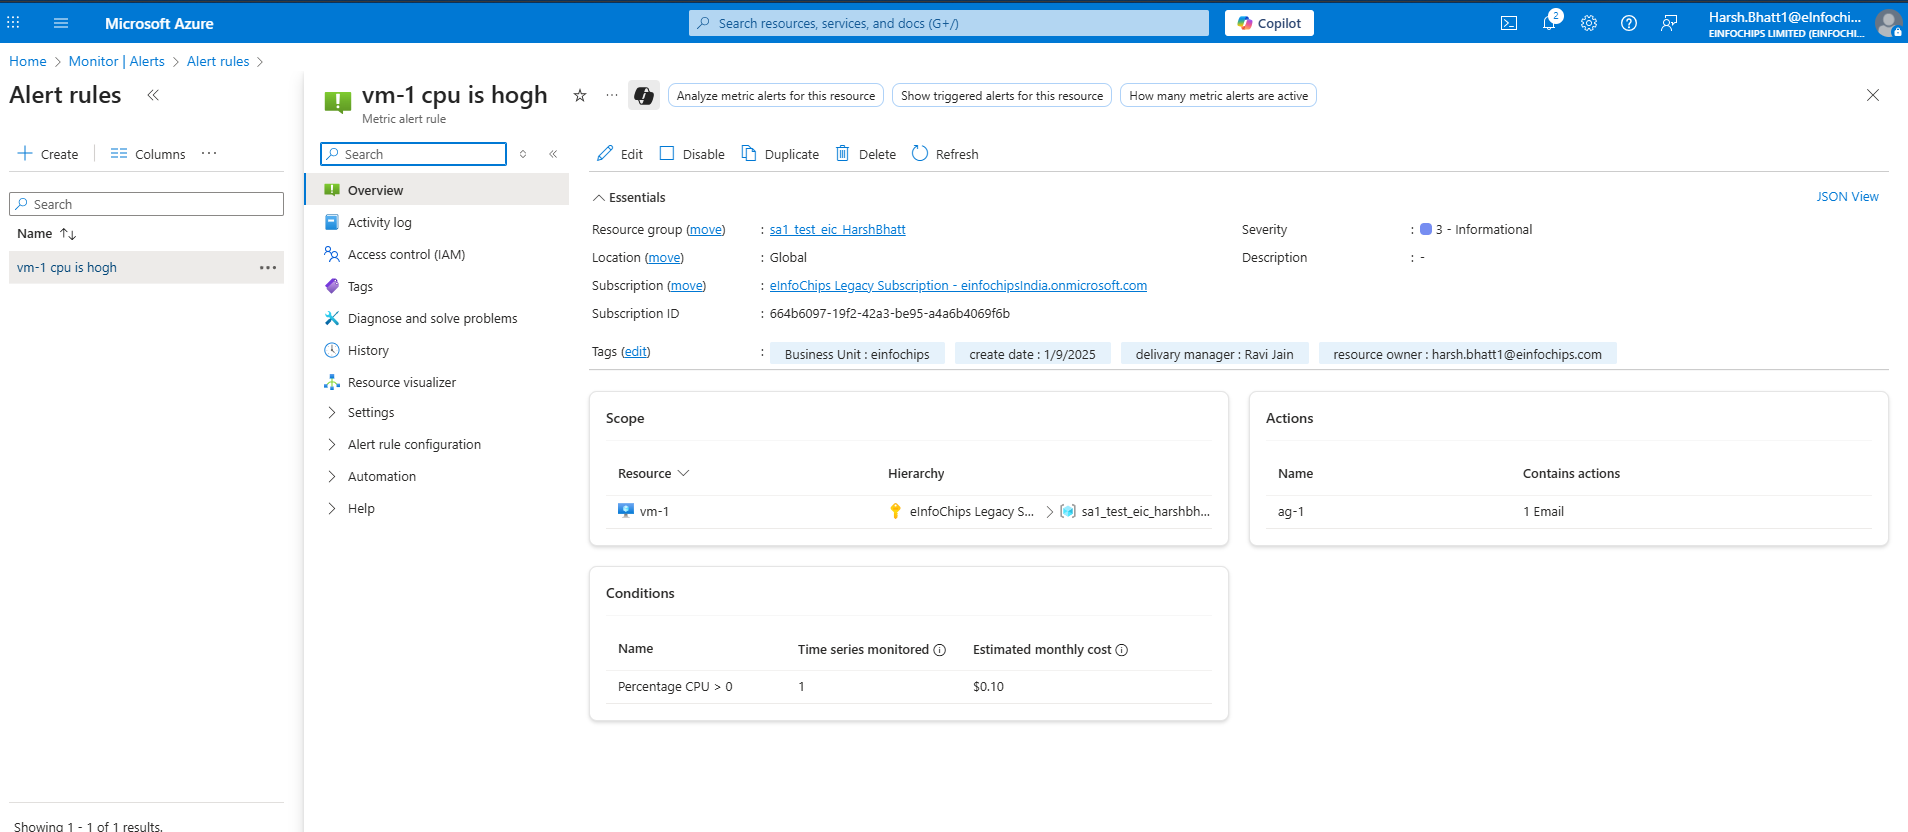 Microsoft Azure
Search resources, services, and docs (G+/)
Copilot
2
Harsh.Bhatt1@eInfochi...
EINFOCHIPS LIMITED (EINFOCHI...
Home > Monitor | Alerts > Alert rules >
Alert rules
Create
Columns
Search
Name
vm-1 cpu is hogh
Showing 1 - 1 of 1 results.
vm-1 cpu is hogh
Metric alert rule
Analyze metric alerts for this resource
Show triggered alerts for this resource
How many metric alerts are active
Search
Overview
Activity log
Access control (IAM)
Tags
Diagnose and solve problems
History
Resource visualizer
Settings
Alert rule configuration
Automation
Help
Edit
Disable
Duplicate
Delete
Refresh
Essentials
JSON View
Resource group (move) : sa1_test_eic_HarshBhatt
Location (move) : Global
Subscription (move) : eInfoChips Legacy Subscription - einfochipsIndia.onmicrosoft.com
Subscription ID : 664b6097-19f2-42a3-be95-a4a6b4069f6b
Severity : 3 - Informational
Description : -
Tags (edit) : Business Unit : einfochips create date : 1/9/2025 delivary manager : Ravi Jain resource owner : harsh.bhatt1@einfochips.com
Scope
Resource Hierarchy
vm-1 eInfoChips Legacy S... > sa1_test_eic_harshbh...
Actions
Name Contains actions
ag-1 1 Email
Conditions
Name Time series monitored Estimated monthly cost
Percentage CPU > 0 1 $0.10